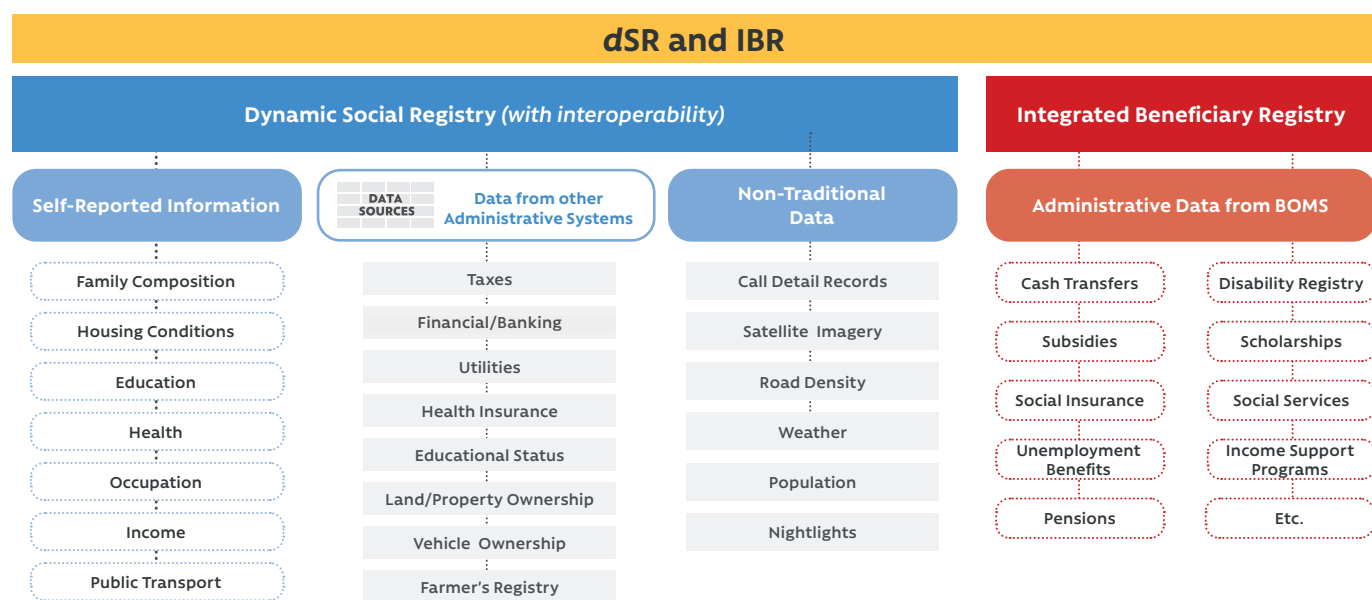 dSR and IBR
Dynamic Social Registry (with interoperability)
Self-Reported Information
Family Composition
Housing Conditions
Education
Health
Occupation
Income
Public Transport
DATA
SOURCES
Data from other
Administrative Systems
Taxes
Financial/Banking
Utilities
Health Insurance
Educational Status
Land/Property Ownership
Vehicle Ownership
Farmer's Registry
Non-Traditional
Data
Call Detail Records
Satellite Imagery
Road Density
Weather
Population
Nightlights
Integrated Beneficiary Registry
Administrative Data from BOMS
Cash Transfers
Subsidies
Social Insurance
Unemployment
Benefits
Pensions
Disability Registry
Scholarships
Social Services
Income Support
Programs
Etc.